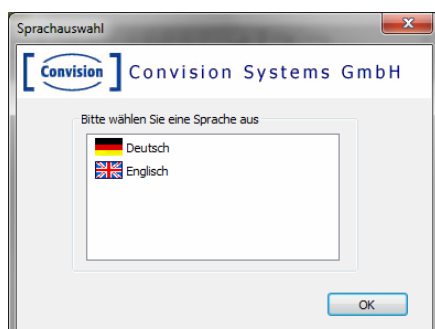 Sprachauswahl
Convision Convision Systems GmbH
Bitte wählen Sie eine Sprache aus
Deutsch
Englisch
OK